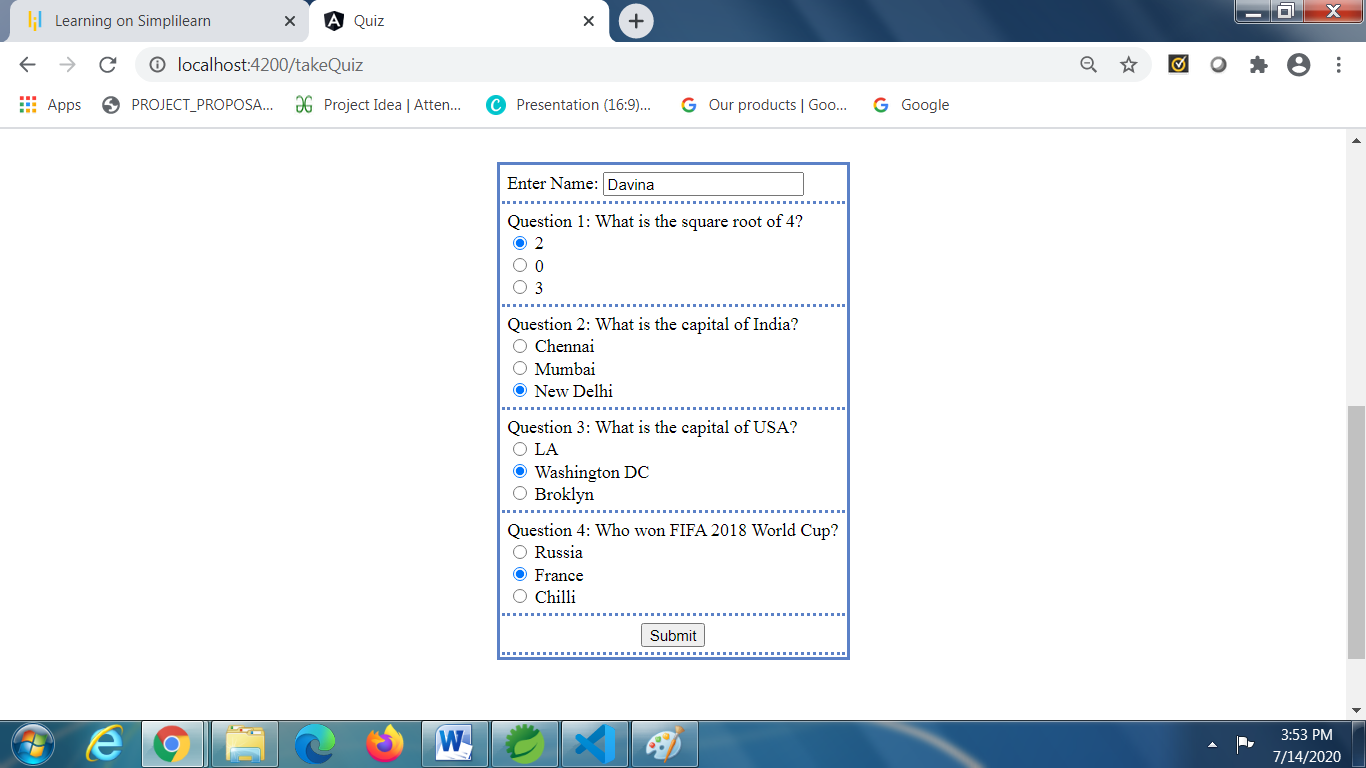 Learning on Simplilearn
Quiz
localhost:4200/takeQuiz
Apps
PROJECT_PROPOSA...
Project Idea | Atten...
Presentation (16:9)...
Our products | Goo...
Google
Enter Name: Davina
Question 1: What is the square root of 4?
2
0
3
Question 2: What is the capital of India?
Chennai
Mumbai
New Delhi
Question 3: What is the capital of USA?
LA
Washington DC
Broklyn
Question 4: Who won FIFA 2018 World Cup?
Russia
France
Chilli
Submit
3:53 PM
7/14/2020